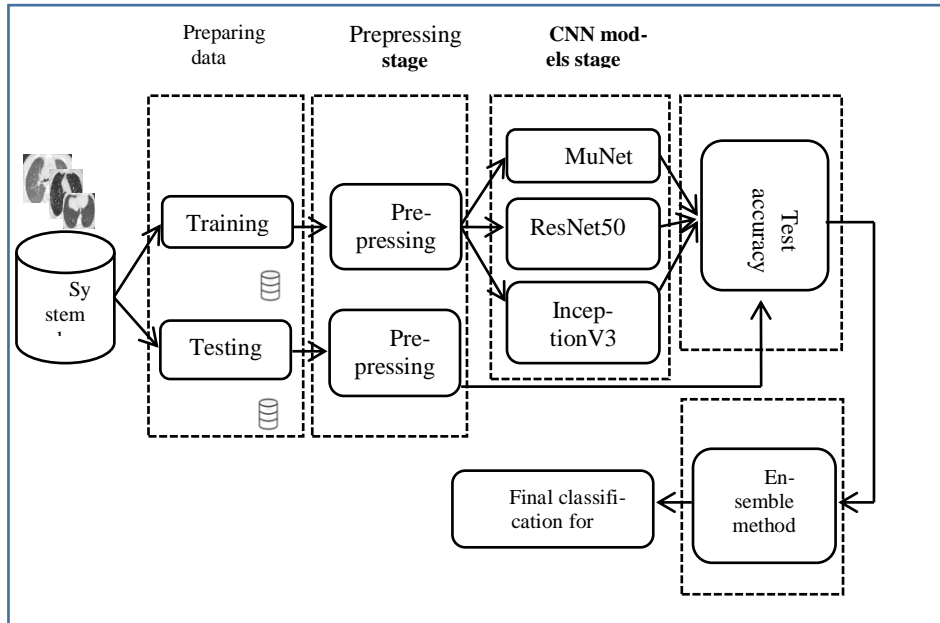 Preparing
data
Prepressing
stage
CNN mod-
els stage
Sy
stem
Training
Testing
Pre-
pressing
Pre-
pressing
MuNet
ResNet50
Incep-
tionV3
Test
accuracy
En-
semble
method
Final classifi-
cation for